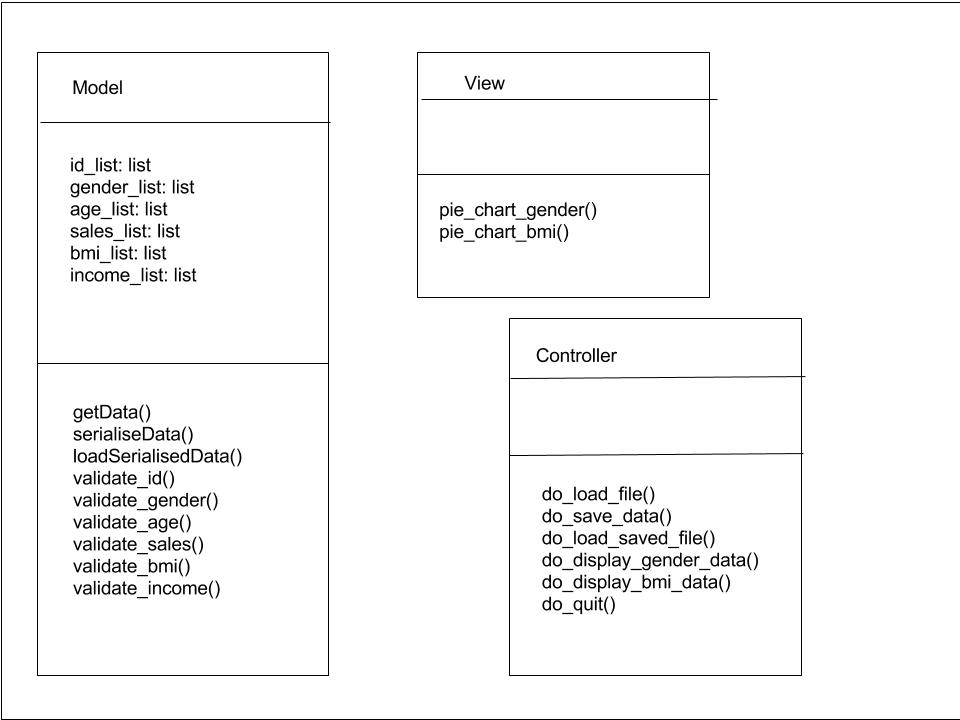 Model
id_list: list
gender_list: list
age_list: list
sales_list: list
bmi_list: list
income_list: list
getData()
serialiseData()
loadSerialisedData()
validate_id()
validate_gender()
validate_age()
validate_sales()
validate_bmi()
validate_income()
View
pie_chart_gender()
pie_chart_bmi()
Controller
do_load_file()
do_save_data()
do_load_saved_file()
do_display_gender_data()
do_display_bmi_data()
do_quit()